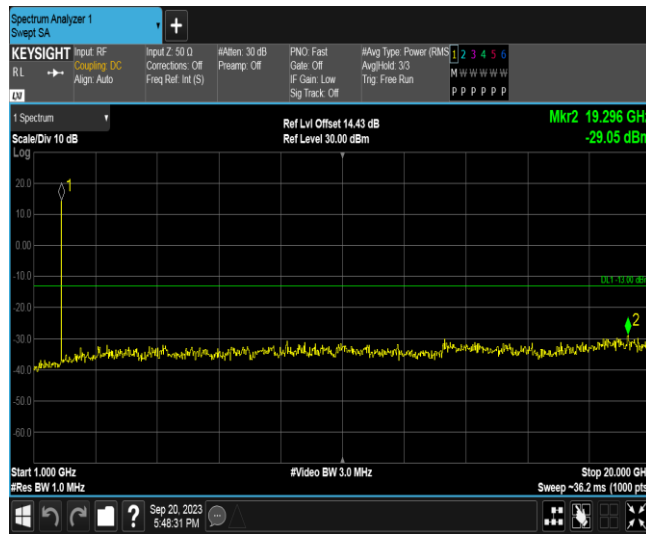 Spectrum Analyzer 1
Swept SA
+
KEYSIGHT Input: RF Input Z: 50 Ω #Atten: 30 dB PNO: Fast #Avg Type: Power (RMS 1 2 3 4 5 6
RL Coupling: DC Corrections: Off Preamp: Off Gate: Off Avg|Hold: 3/3 M W W W W W
Align: Auto Freq Ref: Int (S) IF Gain: Low Trig: Free Run
LXI Sig Track: Off P P P P P P
1 Spectrum Ref Lvl Offset 14.43 dB Mkr2 19.296 GHz
Scale/Div 10 dB Ref Level 30.00 dBm -29.05 dBm
Log
20.0
1
10.0
0.00
-10.0
DL1 -13.00 dBm
-20.0
2
-30.0
-40.0
-50.0
-60.0
Start 1.000 GHz #Video BW 3.0 MHz Stop 20.000 GH
#Res BW 1.0 MHz Sweep ~36.2 ms (1000 pts
? Sep 20, 2023
5:48:31 PM